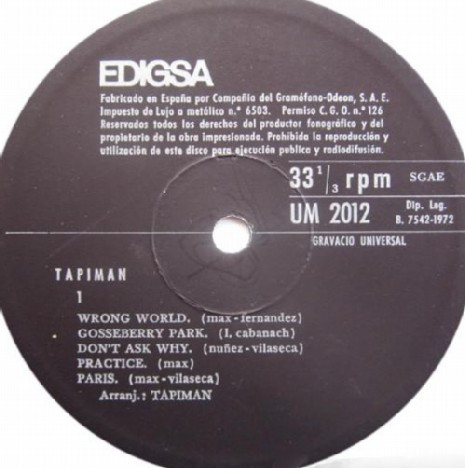 EDIGSA
Fabricado en España por Compañía del Gramófono-Odeon, S. A. E.
Impuesto de Lujo a metálico n.° 6503. Permiso C. G. D. n.° 126
Reservados todos los derechos del productor fonográfico y del
propietario de la obra impresionada. Prohibida la reproducción y
utilización de este disco para ejecución publica y radiodifusión.
33 1/3 rpm SGAE
UM 2012 Dip. Leg.
B. 7542-1972
GRAVACIO UNIVERSAL
TAPIMAN
1
WRONG WORLD. (max-fernandez)
GOSSEBERRY PARK. (I, cabanach)
DON'T ASK WHY. (nuñez-vilaseca)
PRACTICE. (max)
PARIS. (max-vilaseca)
Arranj.: TAPIMAN